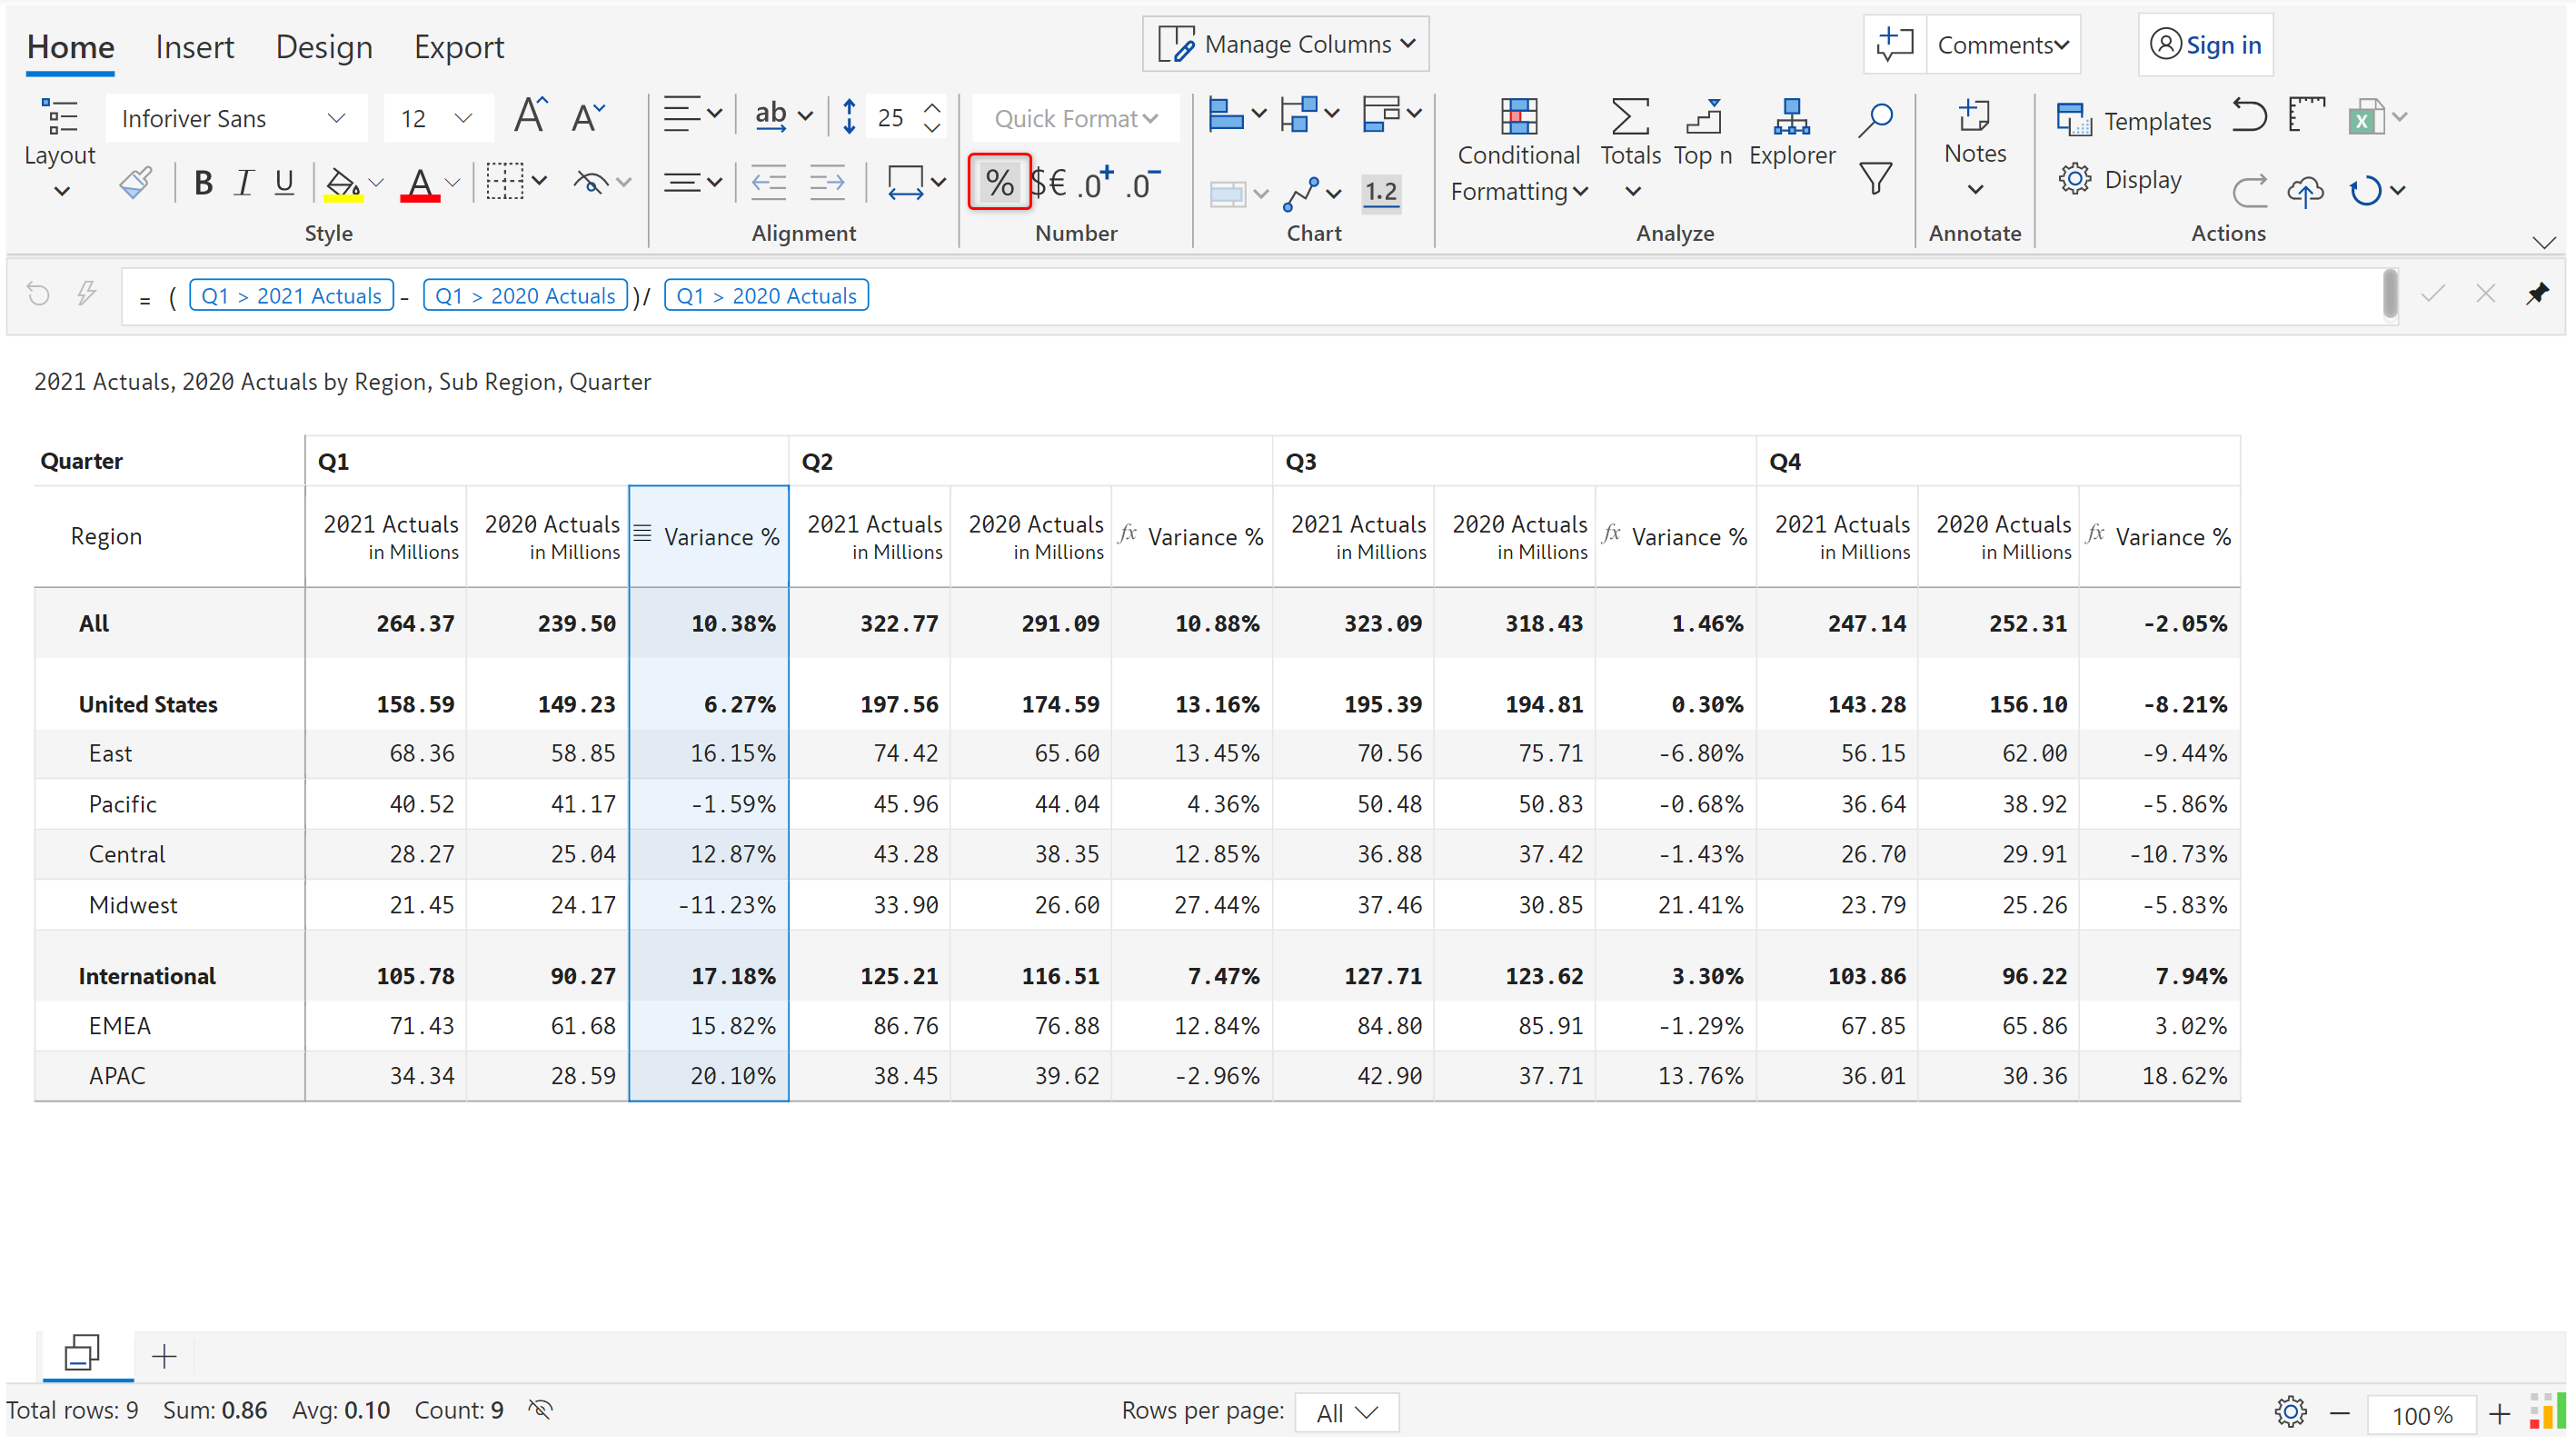 Home Insert Design Export Manage Columns Comments Sign in
Layout Inforiver Sans 12 A A ab 25 Quick Format Conditional Formatting Totals Top n Explorer Notes Templates
B I U A % $€ .0+ .0- 1.2 Display
Style Alignment Number Chart Analyze Annotate Actions
= ( Q1 > 2021 Actuals - Q1 > 2020 Actuals )/ Q1 > 2020 Actuals
2021 Actuals, 2020 Actuals by Region, Sub Region, Quarter
Quarter Q1 Q2 Q3 Q4
Region 2021 Actuals in Millions 2020 Actuals in Millions Variance % 2021 Actuals in Millions 2020 Actuals in Millions fx Variance % 2021 Actuals in Millions 2020 Actuals in Millions fx Variance % 2021 Actuals in Millions 2020 Actuals in Millions fx Variance %
All 264.37 239.50 10.38% 322.77 291.09 10.88% 323.09 318.43 1.46% 247.14 252.31 -2.05%
United States 158.59 149.23 6.27% 197.56 174.59 13.16% 195.39 194.81 0.30% 143.28 156.10 -8.21%
East 68.36 58.85 16.15% 74.42 65.60 13.45% 70.56 75.71 -6.80% 56.15 62.00 -9.44%
Pacific 40.52 41.17 -1.59% 45.96 44.04 4.36% 50.48 50.83 -0.68% 36.64 38.92 -5.86%
Central 28.27 25.04 12.87% 43.28 38.35 12.85% 36.88 37.42 -1.43% 26.70 29.91 -10.73%
Midwest 21.45 24.17 -11.23% 33.90 26.60 27.44% 37.46 30.85 21.41% 23.79 25.26 -5.83%
International 105.78 90.27 17.18% 125.21 116.51 7.47% 127.71 123.62 3.30% 103.86 96.22 7.94%
EMEA 71.43 61.68 15.82% 86.76 76.88 12.84% 84.80 85.91 -1.29% 67.85 65.86 3.02%
APAC 34.34 28.59 20.10% 38.45 39.62 -2.96% 42.90 37.71 13.76% 36.01 30.36 18.62%
Total rows: 9 Sum: 0.86 Avg: 0.10 Count: 9 Rows per page: All 100%